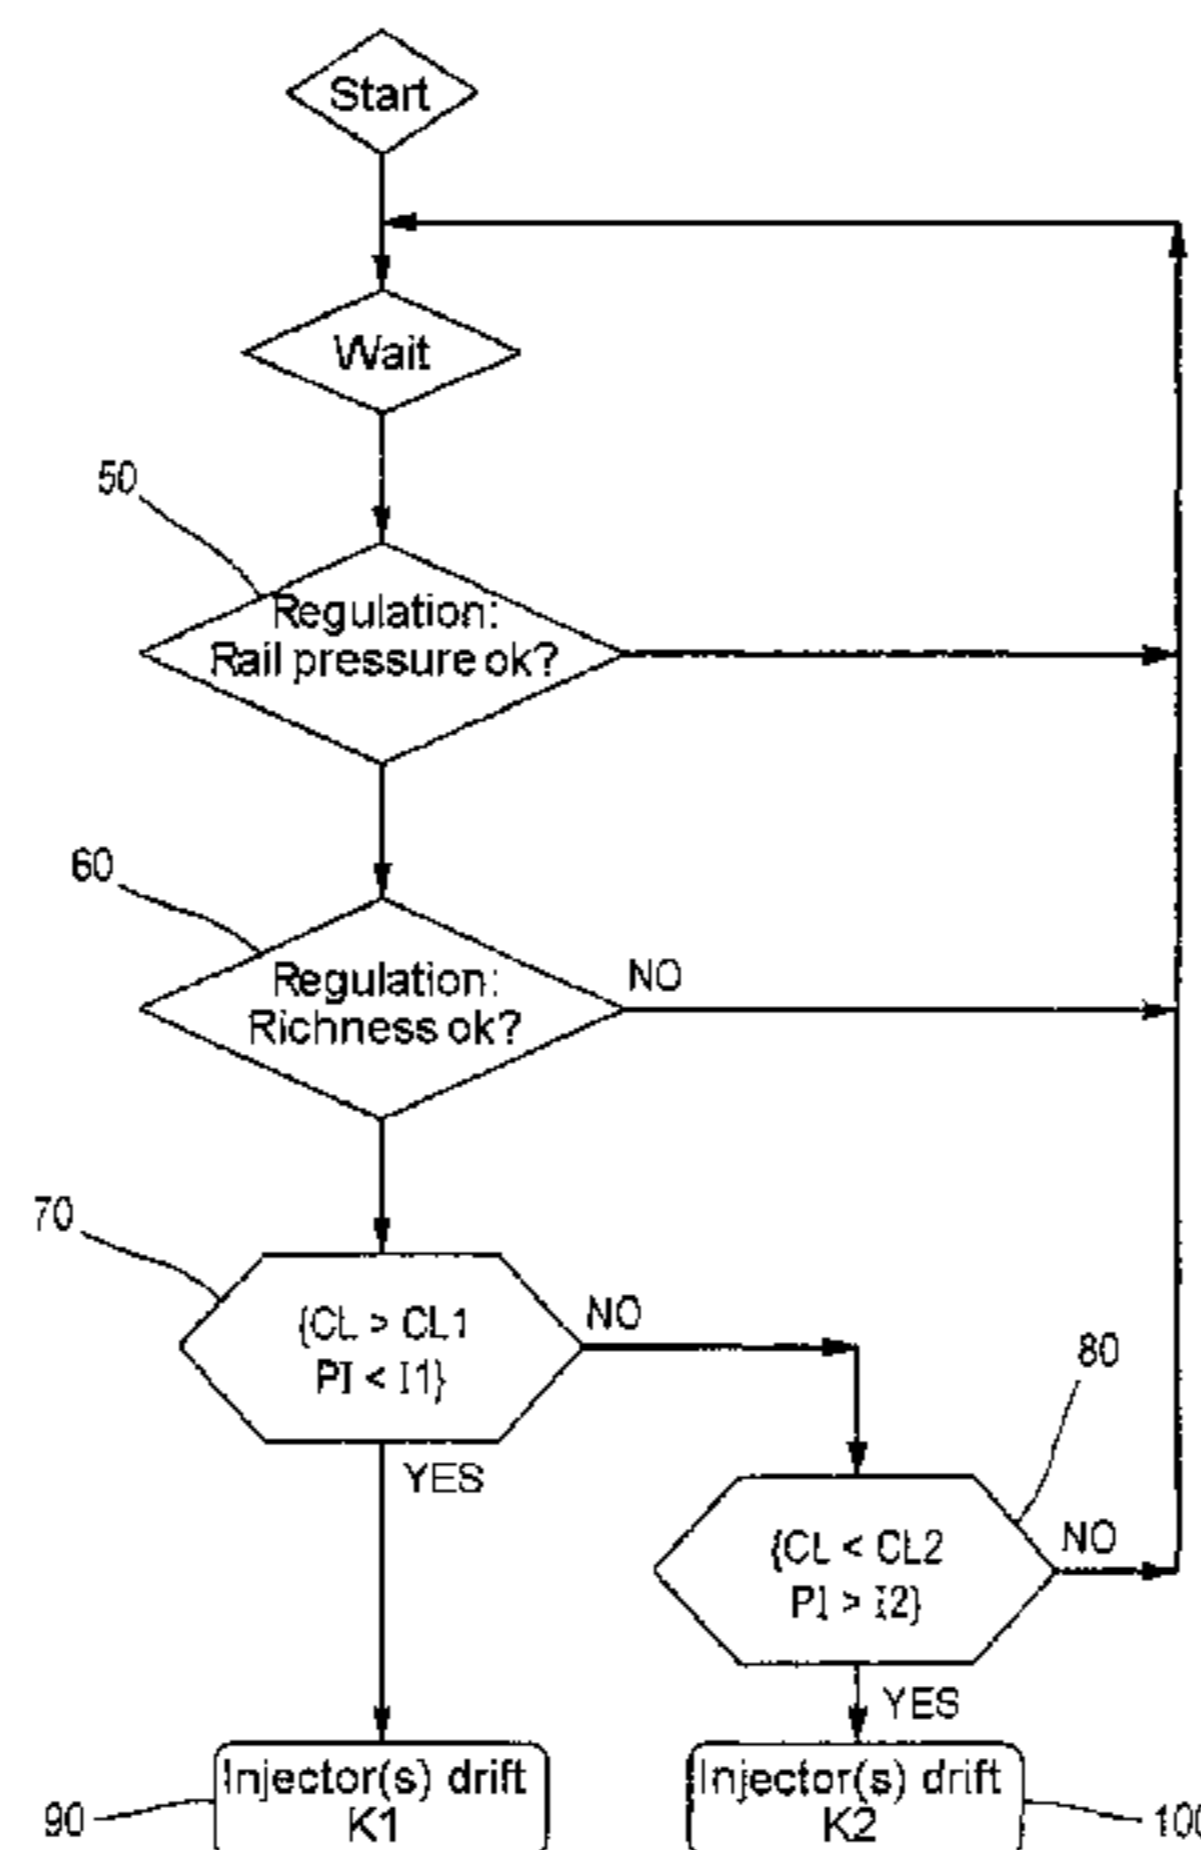 Start
Wait
50
Regulation:
Rail pressure ok?
60
Regulation:
Richness ok?
NO
70
{CL > CL1
PI < I1}
NO
YES
80
{CL < CL2
PI > I2}
NO
YES
90
Injector(s) drift
K1
Injector(s) drift
K2
100